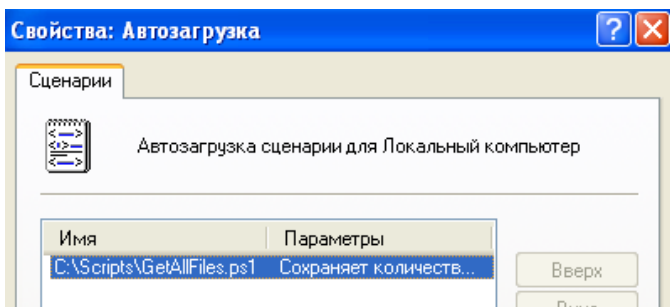 Свойства: Автозагрузка
Сценарии
Автозагрузка сценарии для Локальный компьютер
Имя Параметры
C:\Scripts\GetAllFiles.ps1 Сохраняет количеств...
Вверх